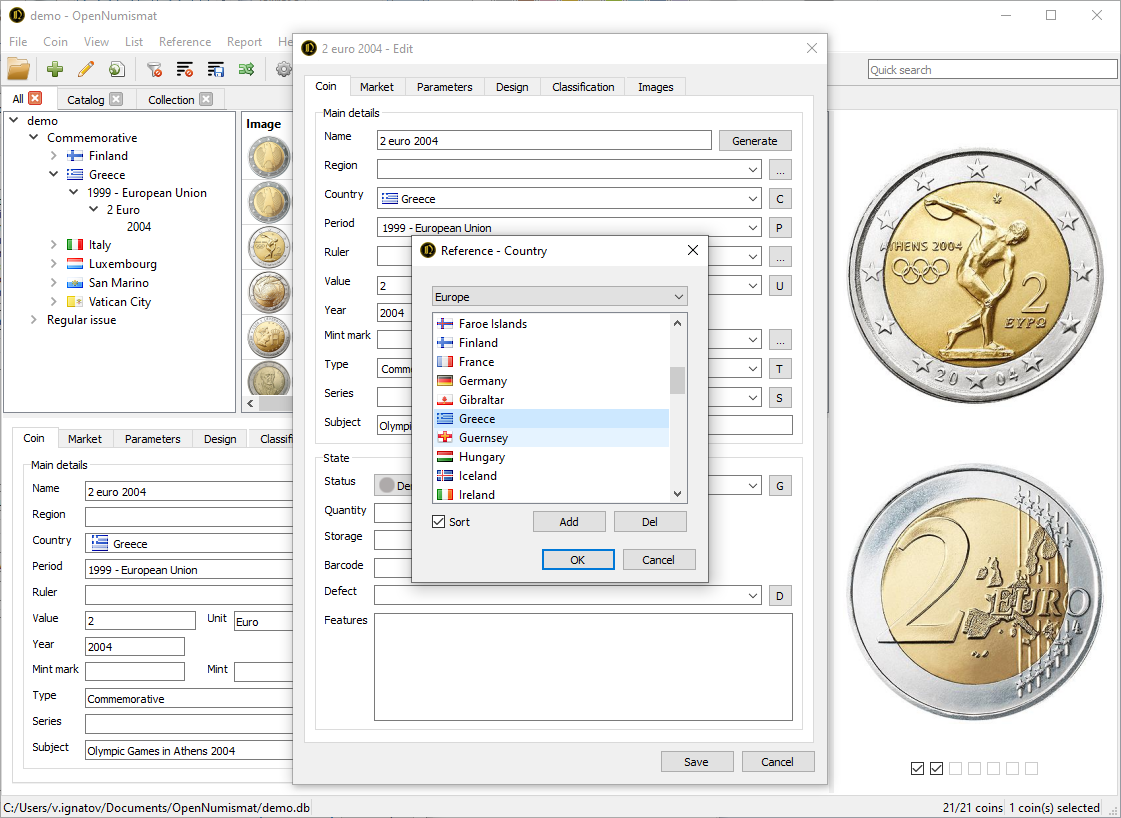 demo - OpenNumismat
File Coin View List Reference Report He
Quick search
All Catalog Collection
demo
Commemorative
Finland
Greece
1999 - European Union
2 Euro
2004
Italy
Luxembourg
San Marino
Vatican City
Regular issue
Image
Coin Market Parameters Design Classifi
Main details
Name 2 euro 2004
Region
Country Greece
Period 1999 - European Union
Ruler
Value 2 Unit Euro
Year 2004
Mint mark Mint
Type Commemorative
Series
Subject Olympic Games in Athens 2004
2 euro 2004 - Edit
Coin Market Parameters Design Classification Images
Main details
Name 2 euro 2004 Generate
Region ...
Country Greece C
Period 1999 - European Union P
Ruler ...
Value 2 U
Year 2004
Mint mark ...
Type Comm T
Series S
Subject Olympi
State
Status De G
Quantity
Storage
Barcode
Defect D
Features
Save Cancel
Reference - Country
Europe
Faroe Islands
Finland
France
Germany
Gibraltar
Greece
Guernsey
Hungary
Iceland
Ireland
Sort Add Del
OK Cancel
ATHENS 2004
2
ΕΥΡΩ
2004
2 EURO
C:/Users/v.ignatov/Documents/OpenNumismat/demo.db
21/21 coins 1 coin(s) selected